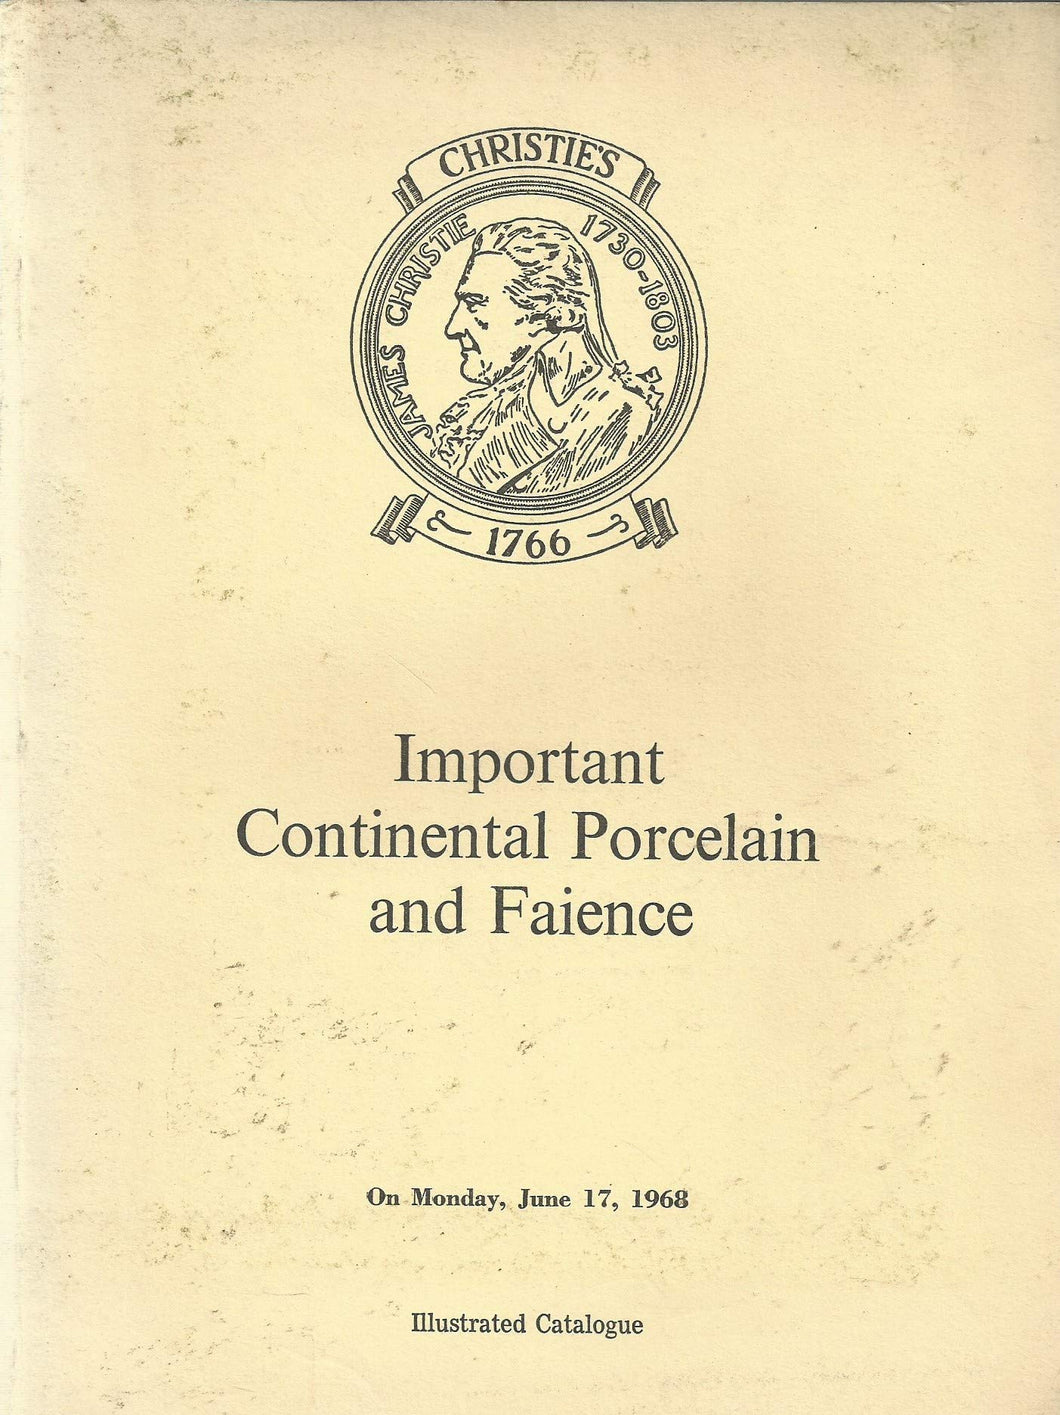 CHRISTIE'S
JAMES CHRISTIE 1730-1803
1766
Important
Continental Porcelain
and Faience
On Monday, June 17, 1968
Illustrated Catalogue